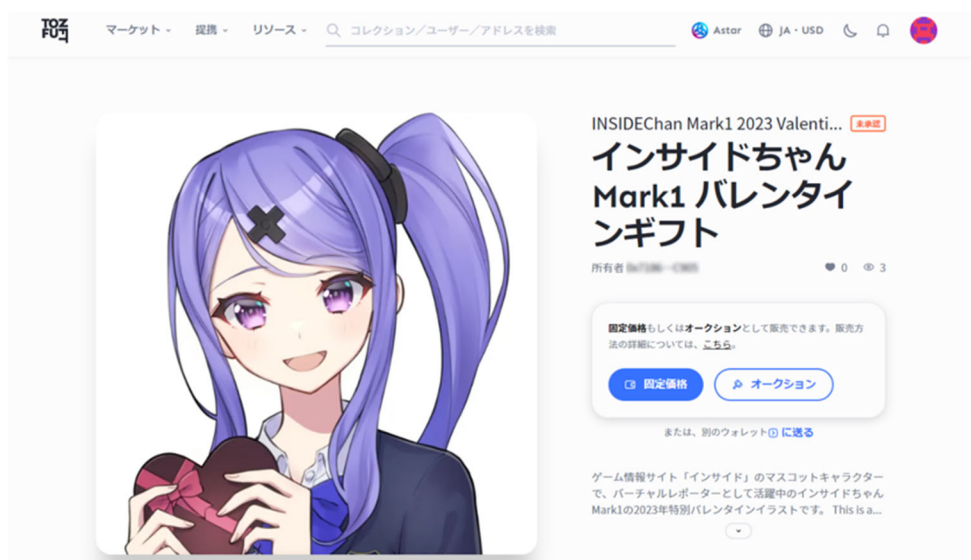 TOZ
FUT
マーケット
提携
リソース
コレクション／ユーザー／アドレスを検索
Astar
JA・USD
INSIDEChan Mark1 2023 Valenti...
未承認
インサイドちゃん
Mark1 バレンタイ
ンギフト
所有者
0
3
固定価格もしくはオークションとして販売できます。販売方
法の詳細については、こちら。
固定価格
オークション
または、別のウォレットに送る
ゲーム情報サイト「インサイド」のマスコットキャラクター
で、バーチャルレポーターとして活躍中のインサイドちゃん
Mark1の2023年特別バレンタインイラストです。 This is a...